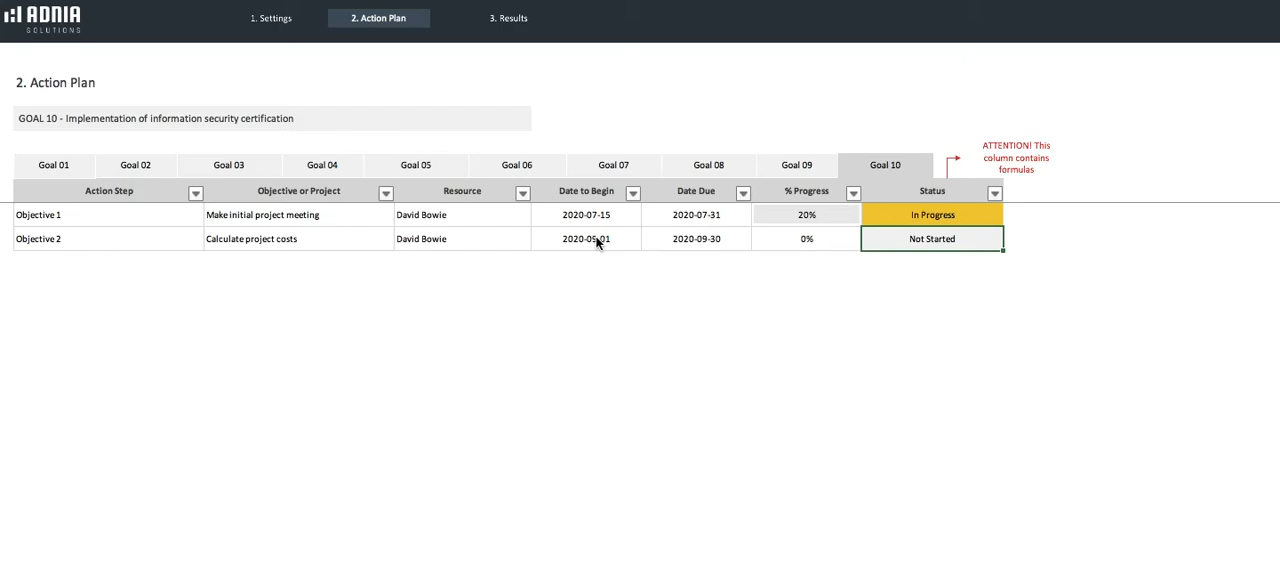 ADNIA
SOLUTIONS
1. Settings
2. Action Plan
3. Results
2. Action Plan
GOAL 10 - Implementation of information security certification
ATTENTION! This
column contains
formulas
Goal 01 Goal 02 Goal 03 Goal 04 Goal 05 Goal 06 Goal 07 Goal 08 Goal 09 Goal 10
Action Step Objective or Project Resource Date to Begin Date Due % Progress Status
Objective 1 Make initial project meeting David Bowie 2020-07-15 2020-07-31 20% In Progress
Objective 2 Calculate project costs David Bowie 2020-09-01 2020-09-30 0% Not Started